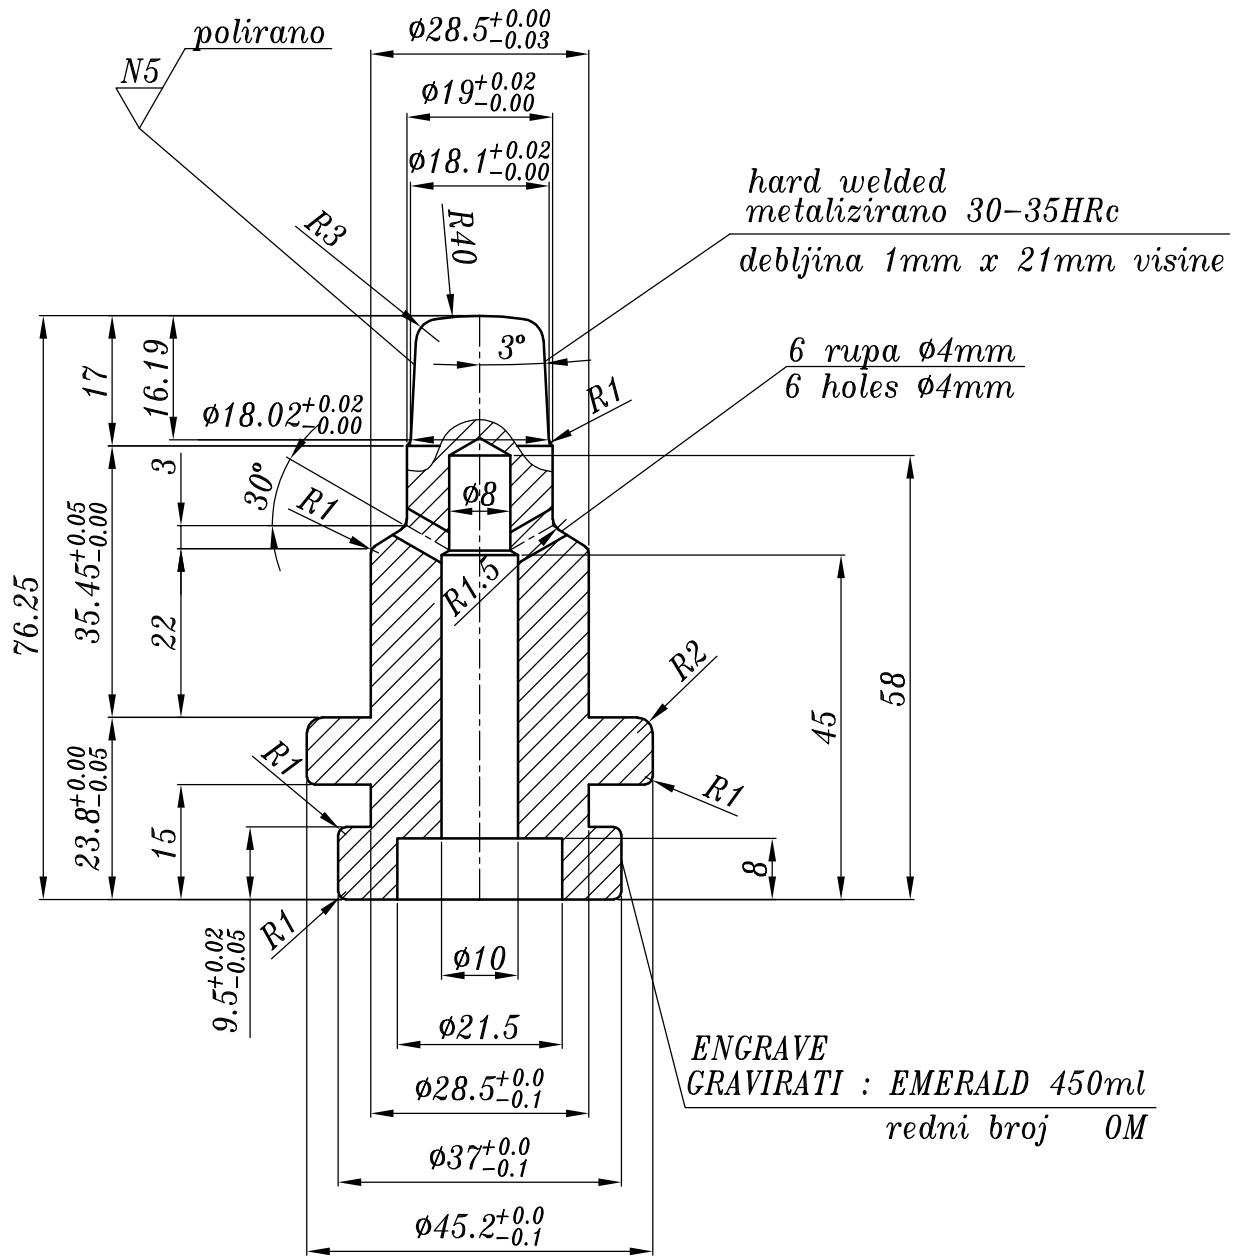 polirano
N5
ø28.5+0.00 -0.03
ø19+0.02 -0.00
ø18.1+0.02 -0.00
hard welded
metalizirano 30-35HRc
debljina 1mm x 21mm visine
R3
R40
3°
6 rupa ø4mm
6 holes ø4mm
17
16.19
ø18.02+0.02 -0.00
R1
3
30°
R1
ø8
R1.5
35.45+0.05 -0.00
76.25
22
R2
58
45
R1
R1
23.8+0.00 -0.05
15
8
R1
9.5+0.02 -0.05
ø10
ø21.5
ENGRAVE
GRAVIRATI : EMERALD 450ml
redni broj 0M
ø28.5+0.0 -0.1
ø37+0.0 -0.1
ø45.2+0.0 -0.1